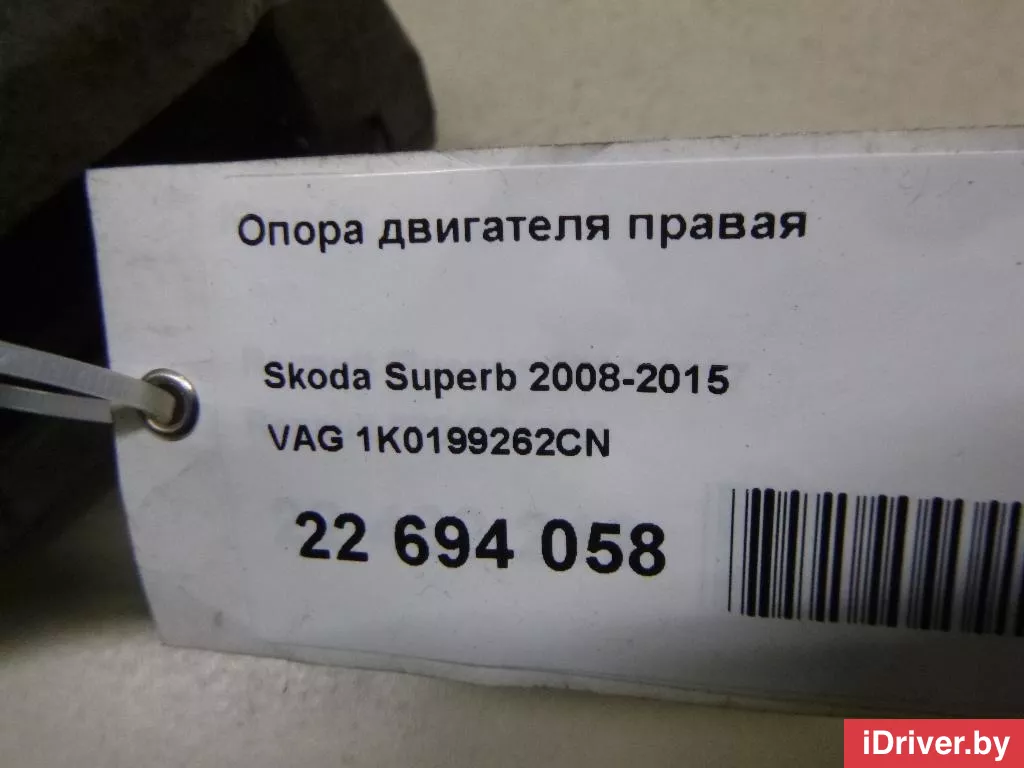 Опора двигателя правая
Skoda Superb 2008-2015
VAG 1K0199262CN
22 694 058
iDriver.by